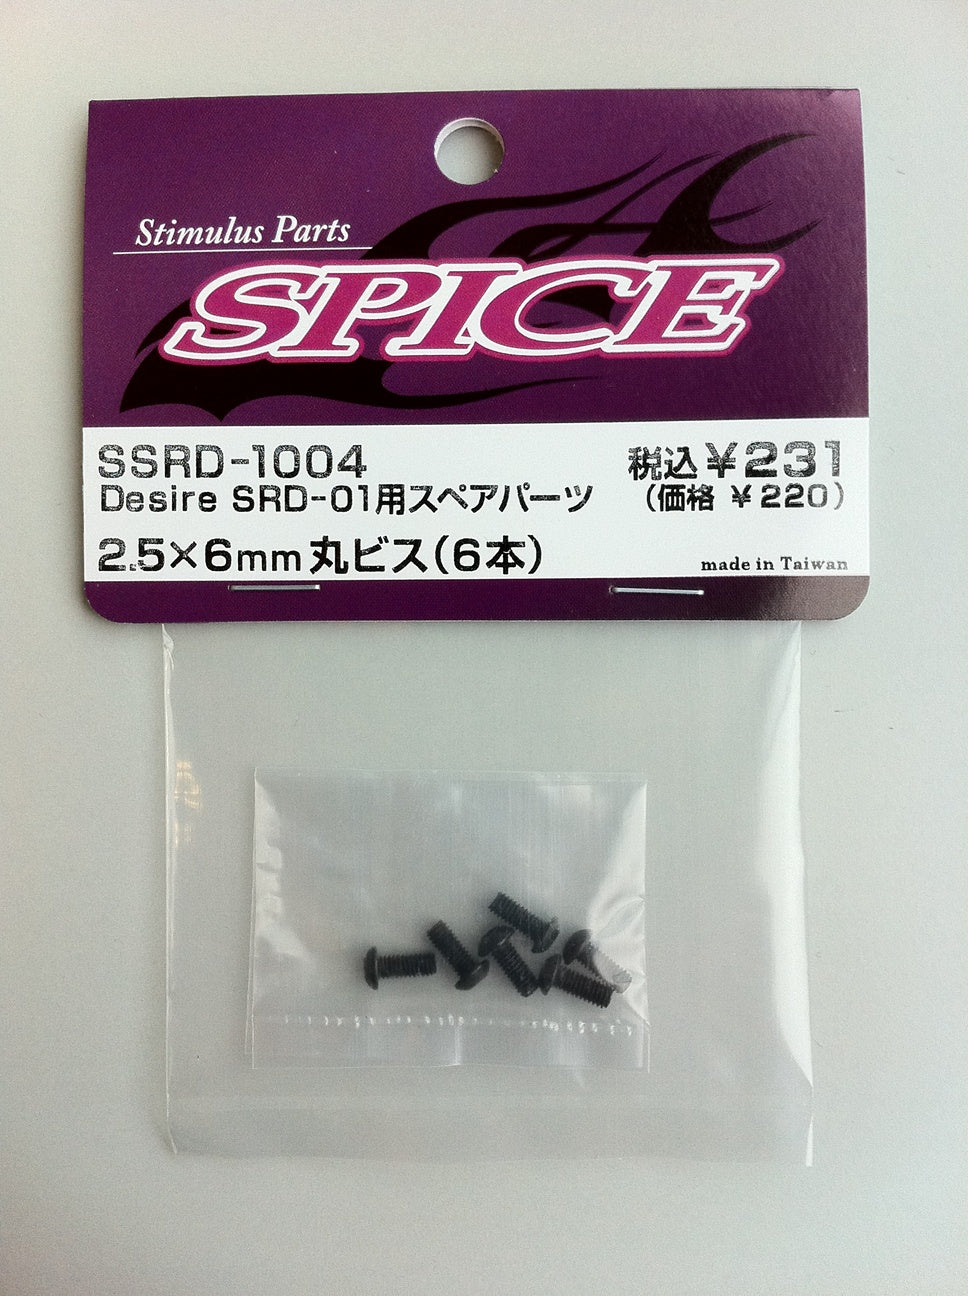 Stimulus Parts
SPICE
SSRD-1004 税込￥231
Desire SRD-01用スペアパーツ (価格 ￥220)
2.5×6mm丸ビス(6本)
made in Taiwan